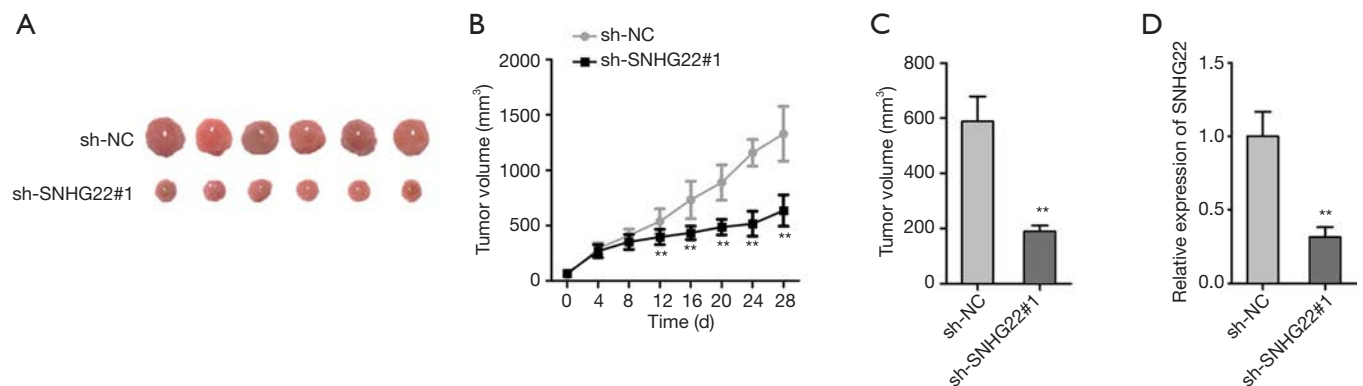 A
sh-NC
sh-SNHG22#1
B
sh-NC
sh-SNHG22#1
Tumor volume (mm³)
2000
1500
1000
500
0
** ** ** ** **
0 4 8 12 16 20 24 28
Time (d)
C
Tumor volume (mm³)
800
600
400
200
0
**
sh-NC
sh-SNHG22#1
D
Relative expression of SNHG22
1.5
1.0
0.5
0.0
**
sh-NC
sh-SNHG22#1